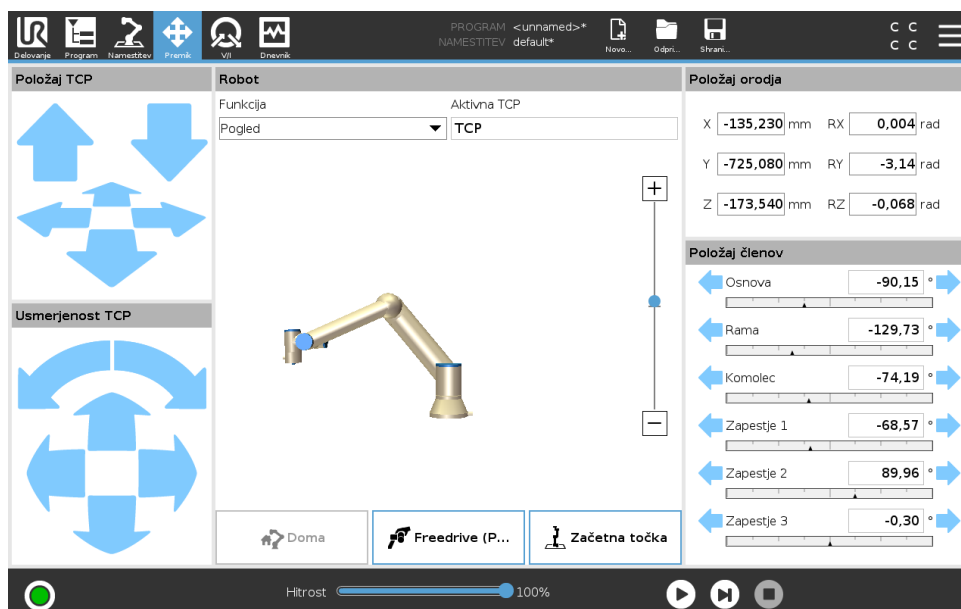 PROGRAM <unnamed>*
NAMESTITEV default*
UR
Delovanje Program Namestitev Premik V/I Dnevnik
Novo... Odpri... Shrani...
C C
C C
Položaj TCP
Usmerjenost TCP
Robot
Funkcija Aktivna TCP
Pogled TCP
+
−
Doma Freedrive (P... Začetna točka
Položaj orodja
X -135,230 mm RX 0,004 rad
Y -725,080 mm RY -3,14 rad
Z -173,540 mm RZ -0,068 rad
Položaj členov
Osnova -90,15 °
Rama -129,73 °
Komolec -74,19 °
Zapestje 1 -68,57 °
Zapestje 2 89,96 °
Zapestje 3 -0,30 °
Hitrost 100%